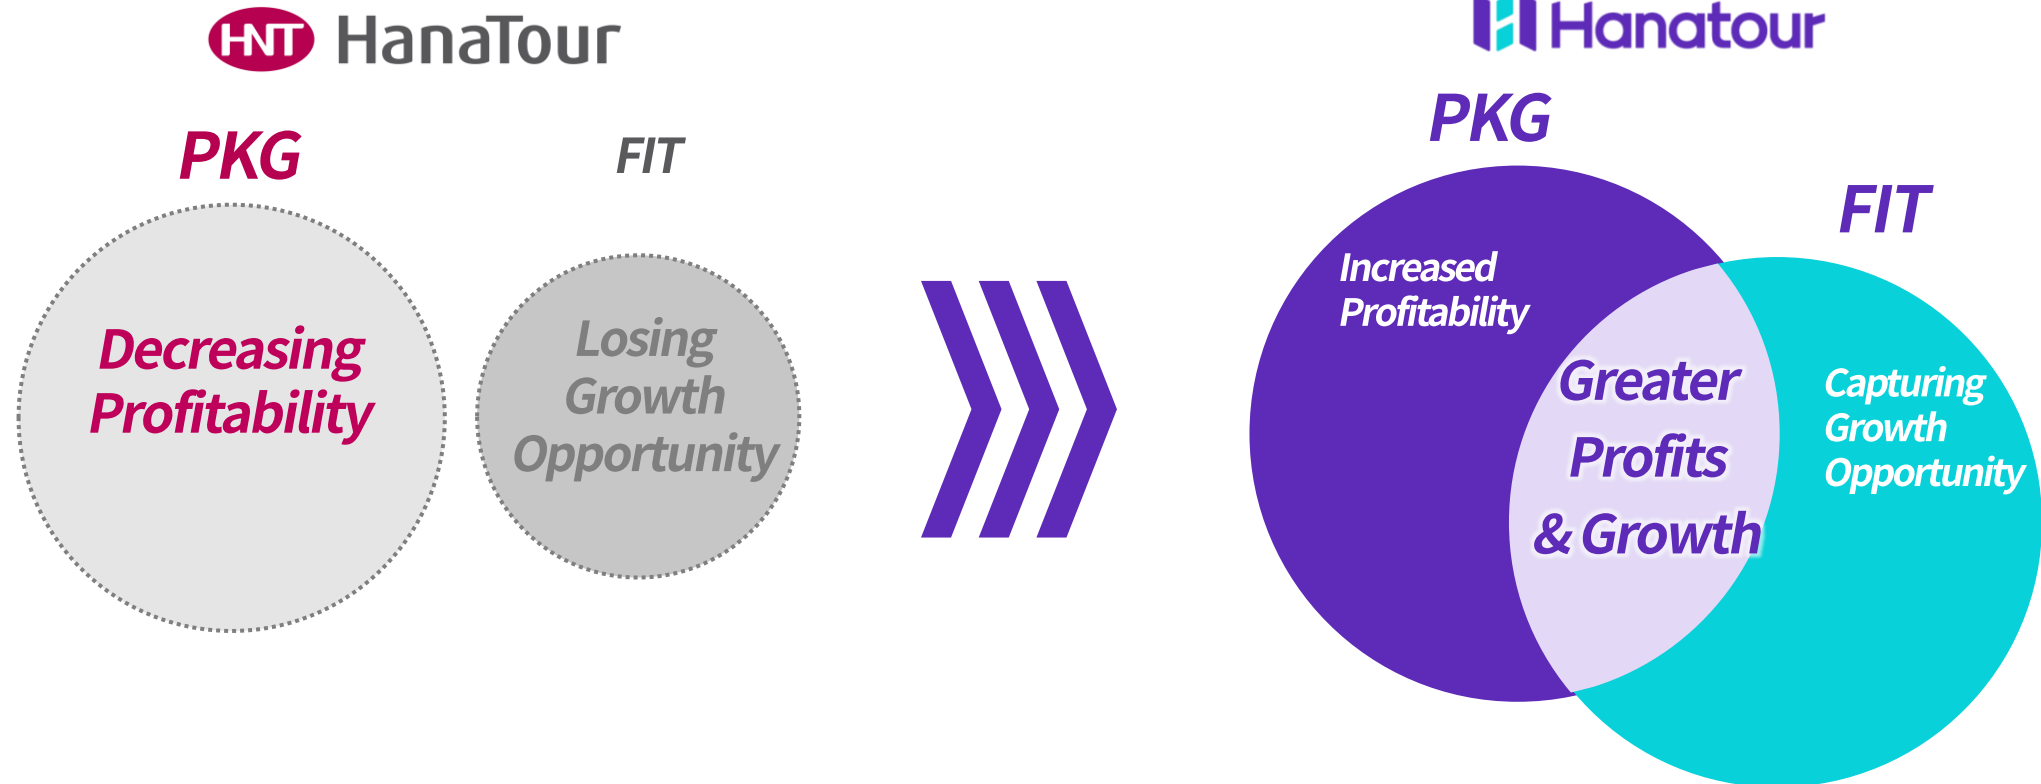 HNT HanaTour
PKG
FIT
Decreasing
Profitability
Losing
Growth
Opportunity
Hanatour
PKG
FIT
Increased
Profitability
Greater
Profits
& Growth
Capturing
Growth
Opportunity